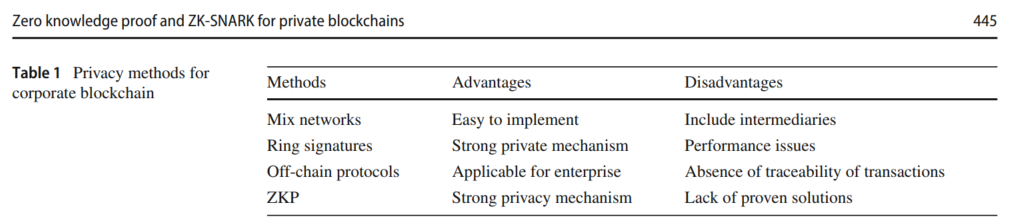 Zero knowledge proof and ZK-SNARK for private blockchains 445
Table 1 Privacy methods for
corporate blockchain
Methods Advantages Disadvantages
Mix networks Easy to implement Include intermediaries
Ring signatures Strong private mechanism Performance issues
Off-chain protocols Applicable for enterprise Absence of traceability of transactions
ZKP Strong privacy mechanism Lack of proven solutions